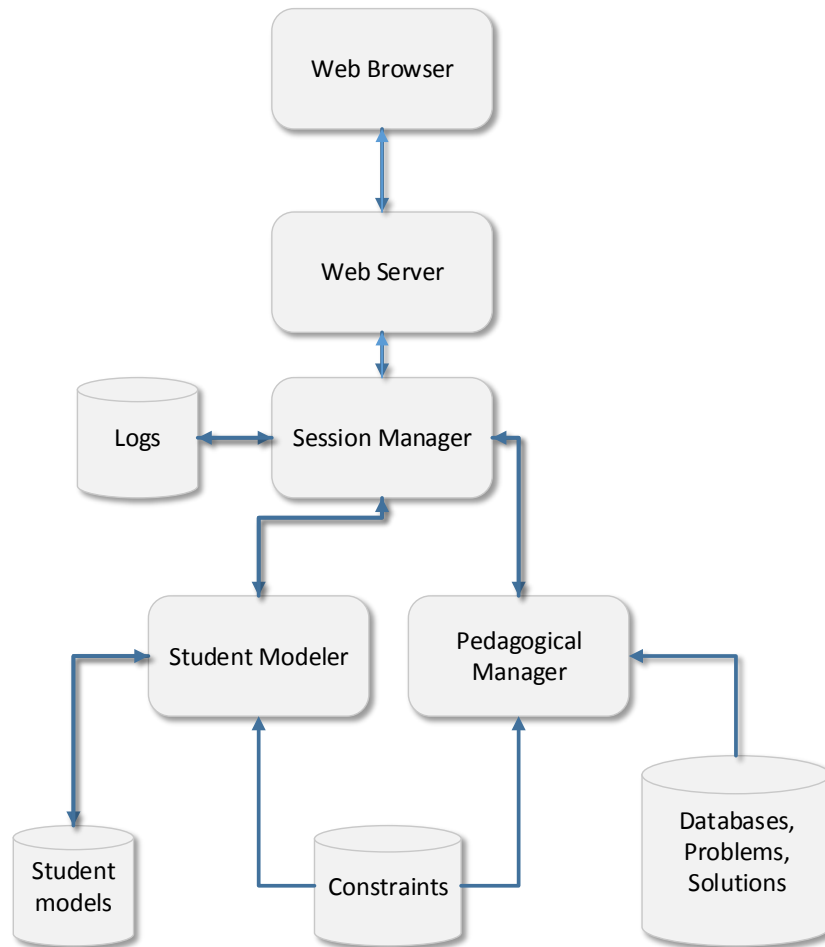 Web Browser
Web Server
Logs
Session Manager
Student Modeler
Pedagogical
Manager
Student
models
Constraints
Databases,
Problems,
Solutions